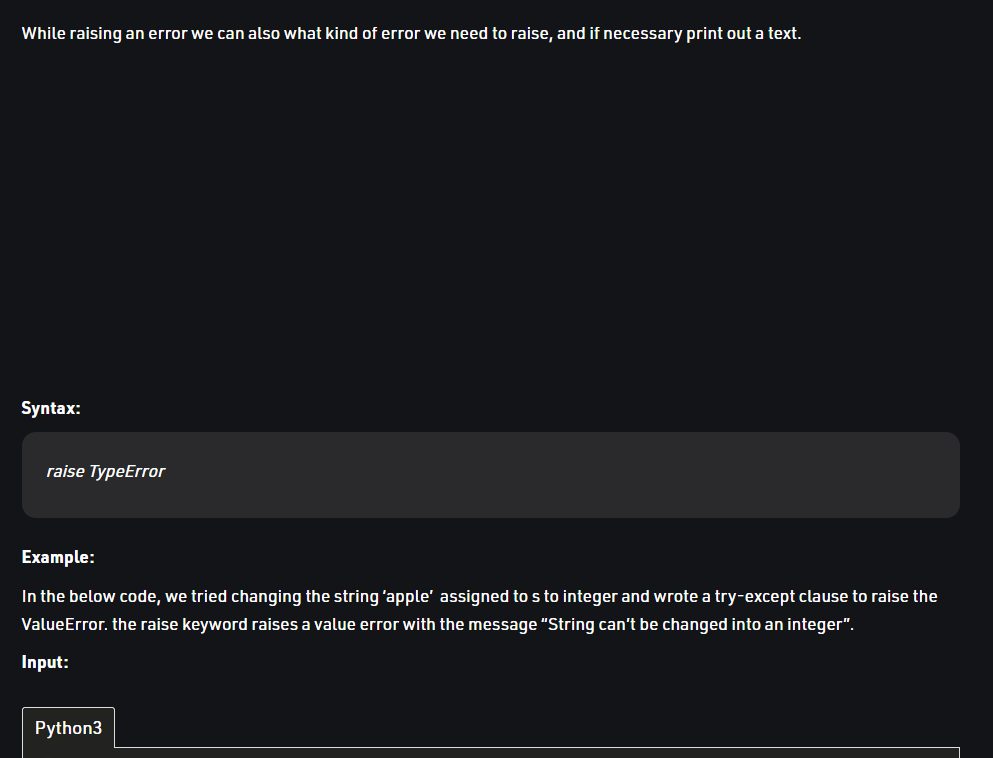 While raising an error we can also what kind of error we need to raise, and if necessary print out a text.
Syntax:
raise TypeError
Example:
In the below code, we tried changing the string ‘apple’  assigned to s to integer and wrote a try-except clause to raise the
ValueError. the raise keyword raises a value error with the message “String can’t be changed into an integer”.
Input:
Python3